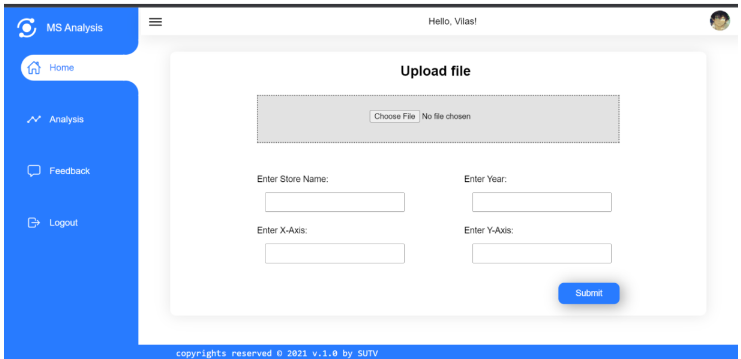 MS Analysis
Hello, Vilas!
Home
Analysis
Feedback
Logout
Upload file
Choose File No file chosen
Enter Store Name:
Enter Year:
Enter X-Axis:
Enter Y-Axis:
Submit
copyrights reserved © 2021 v.1.0 by SUTV